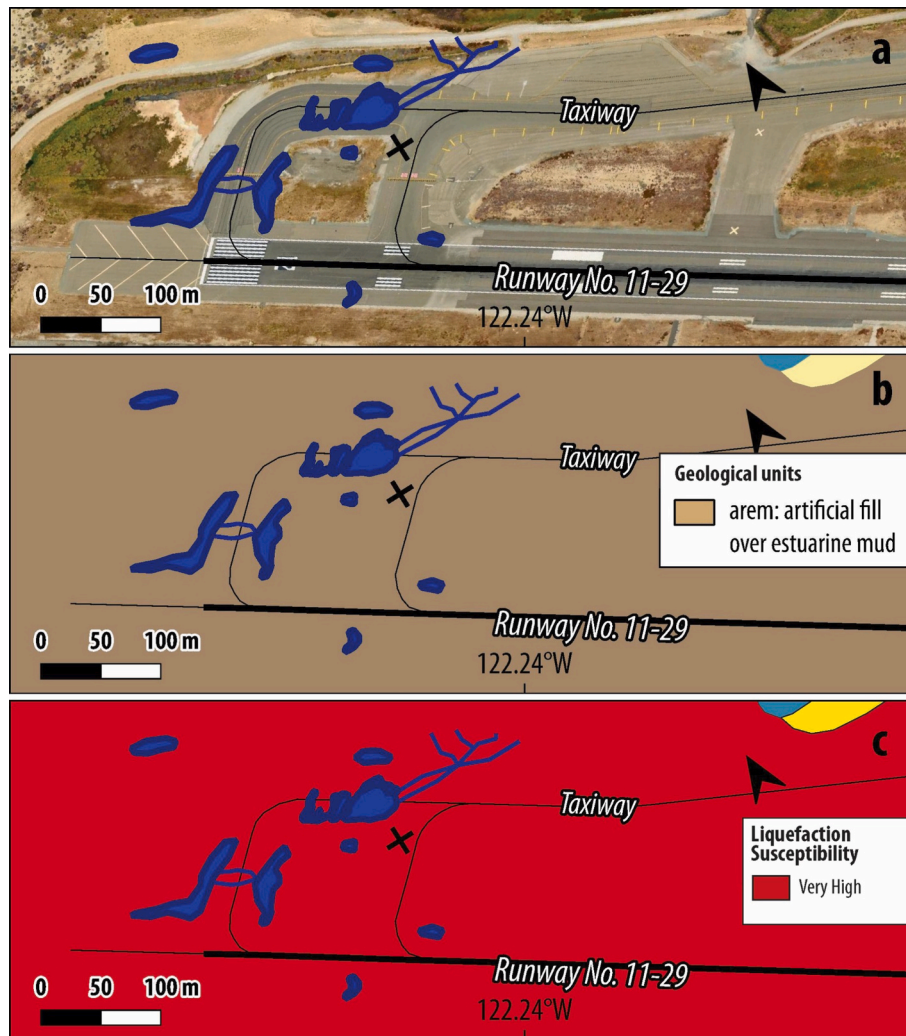 a
Taxiway
Runway No. 11-29
0 50 100 m
122.24°W
b
Taxiway
Geological units
arem: artificial fill
over estuarine mud
Runway No. 11-29
0 50 100 m
122.24°W
c
Taxiway
Liquefaction
Susceptibility
Very High
Runway No. 11-29
0 50 100 m
122.24°W